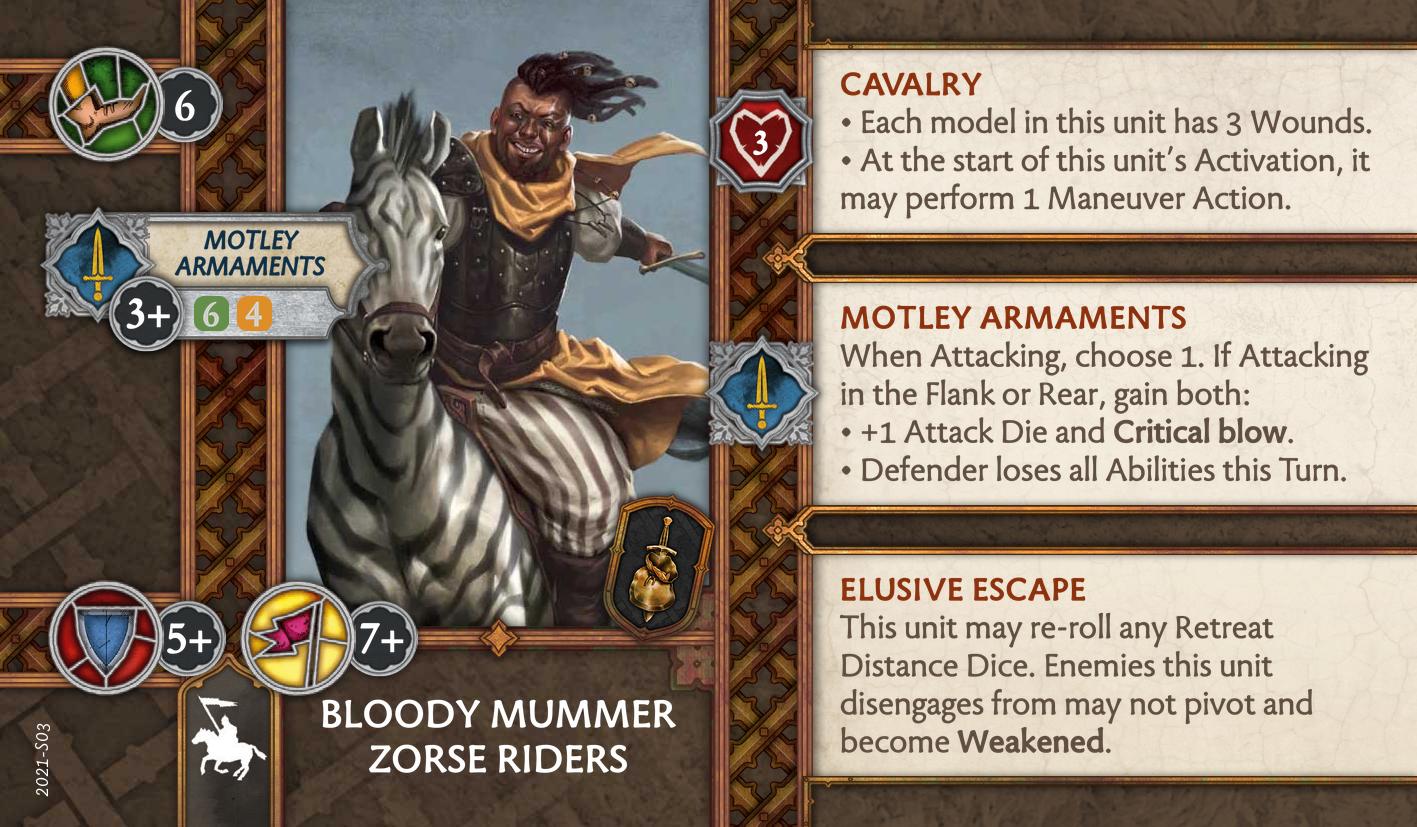 6
MOTLEY
ARMAMENTS
3+ 6 4
5+ 7+
BLOODY MUMMER
ZORSE RIDERS
2021-S03
3
CAVALRY
• Each model in this unit has 3 Wounds.
• At the start of this unit’s Activation, it
may perform 1 Maneuver Action.
MOTLEY ARMAMENTS
When Attacking, choose 1. If Attacking
in the Flank or Rear, gain both:
• +1 Attack Die and Critical blow.
• Defender loses all Abilities this Turn.
ELUSIVE ESCAPE
This unit may re-roll any Retreat
Distance Dice. Enemies this unit
disengages from may not pivot and
become Weakened.